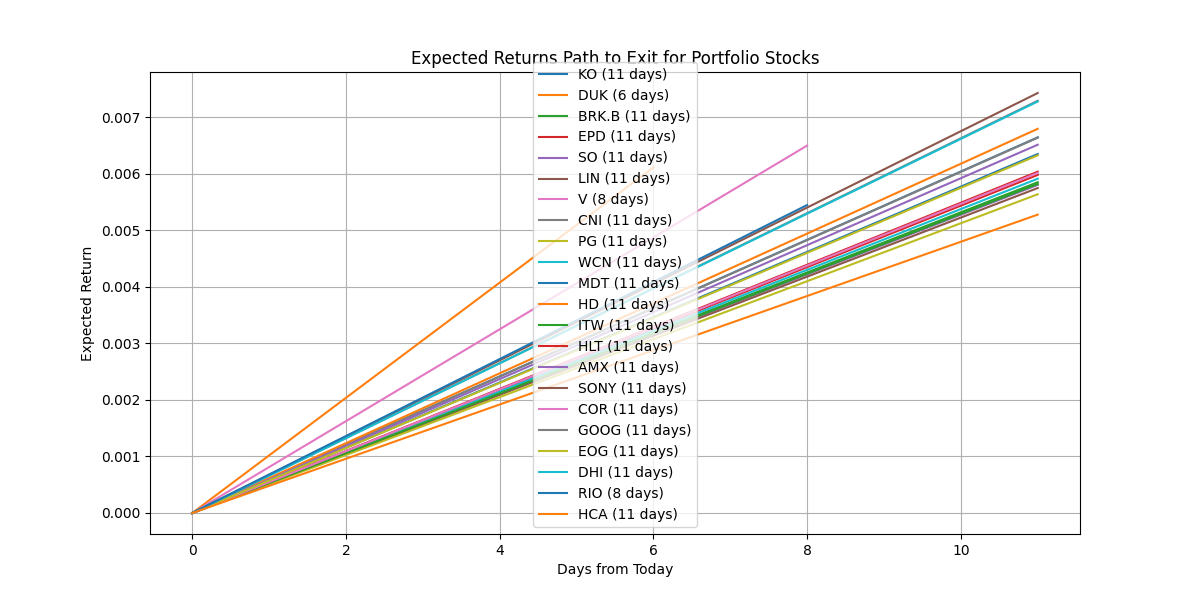 Expected Returns Path to Exit for Portfolio Stocks
KO (11 days)
DUK (6 days)
BRK.B (11 days)
EPD (11 days)
SO (11 days)
LIN (11 days)
V (8 days)
CNI (11 days)
PG (11 days)
WCN (11 days)
MDT (11 days)
HD (11 days)
ITW (11 days)
HLT (11 days)
AMX (11 days)
SONY (11 days)
COR (11 days)
GOOG (11 days)
EOG (11 days)
DHI (11 days)
RIO (8 days)
HCA (11 days)
Expected Return
0.007
0.006
0.005
0.004
0.003
0.002
0.001
0.000
0 2 4 6 8 10
Days from Today